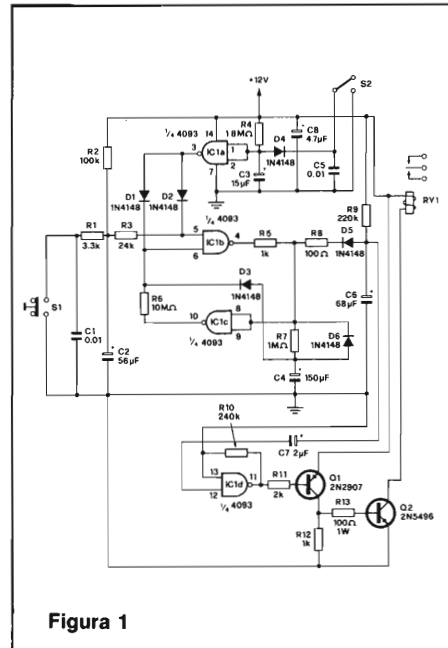 +12V
S2
R4
18MΩ
C8
4.7µF
D4
1N4148
14
3
IC1a
1
2
7
¼ 4093
R2
100k
C3
15µF
C5
0.01
RY1
R9
220k
D1
1N4148
D2
1N4148
¼ 4093
R1
3.3k
R3
24k
5
6
IC1b
4
R5
1k
R8
100Ω
D5
1N4148
S1
D3
1N4148
C6
68µF
R6
10MΩ
10
IC1c
8
9
¼ 4093
R7
1MΩ
D6
1N4148
C1
0.01
C2
56µF
C4
150µF
R10
240k
C7 2µF
13
12
IC1d
11
¼ 4093
R11
2k
Q1
2N2907
R13
100Ω
1W
Q2
2N5496
R12
1k
Figura 1